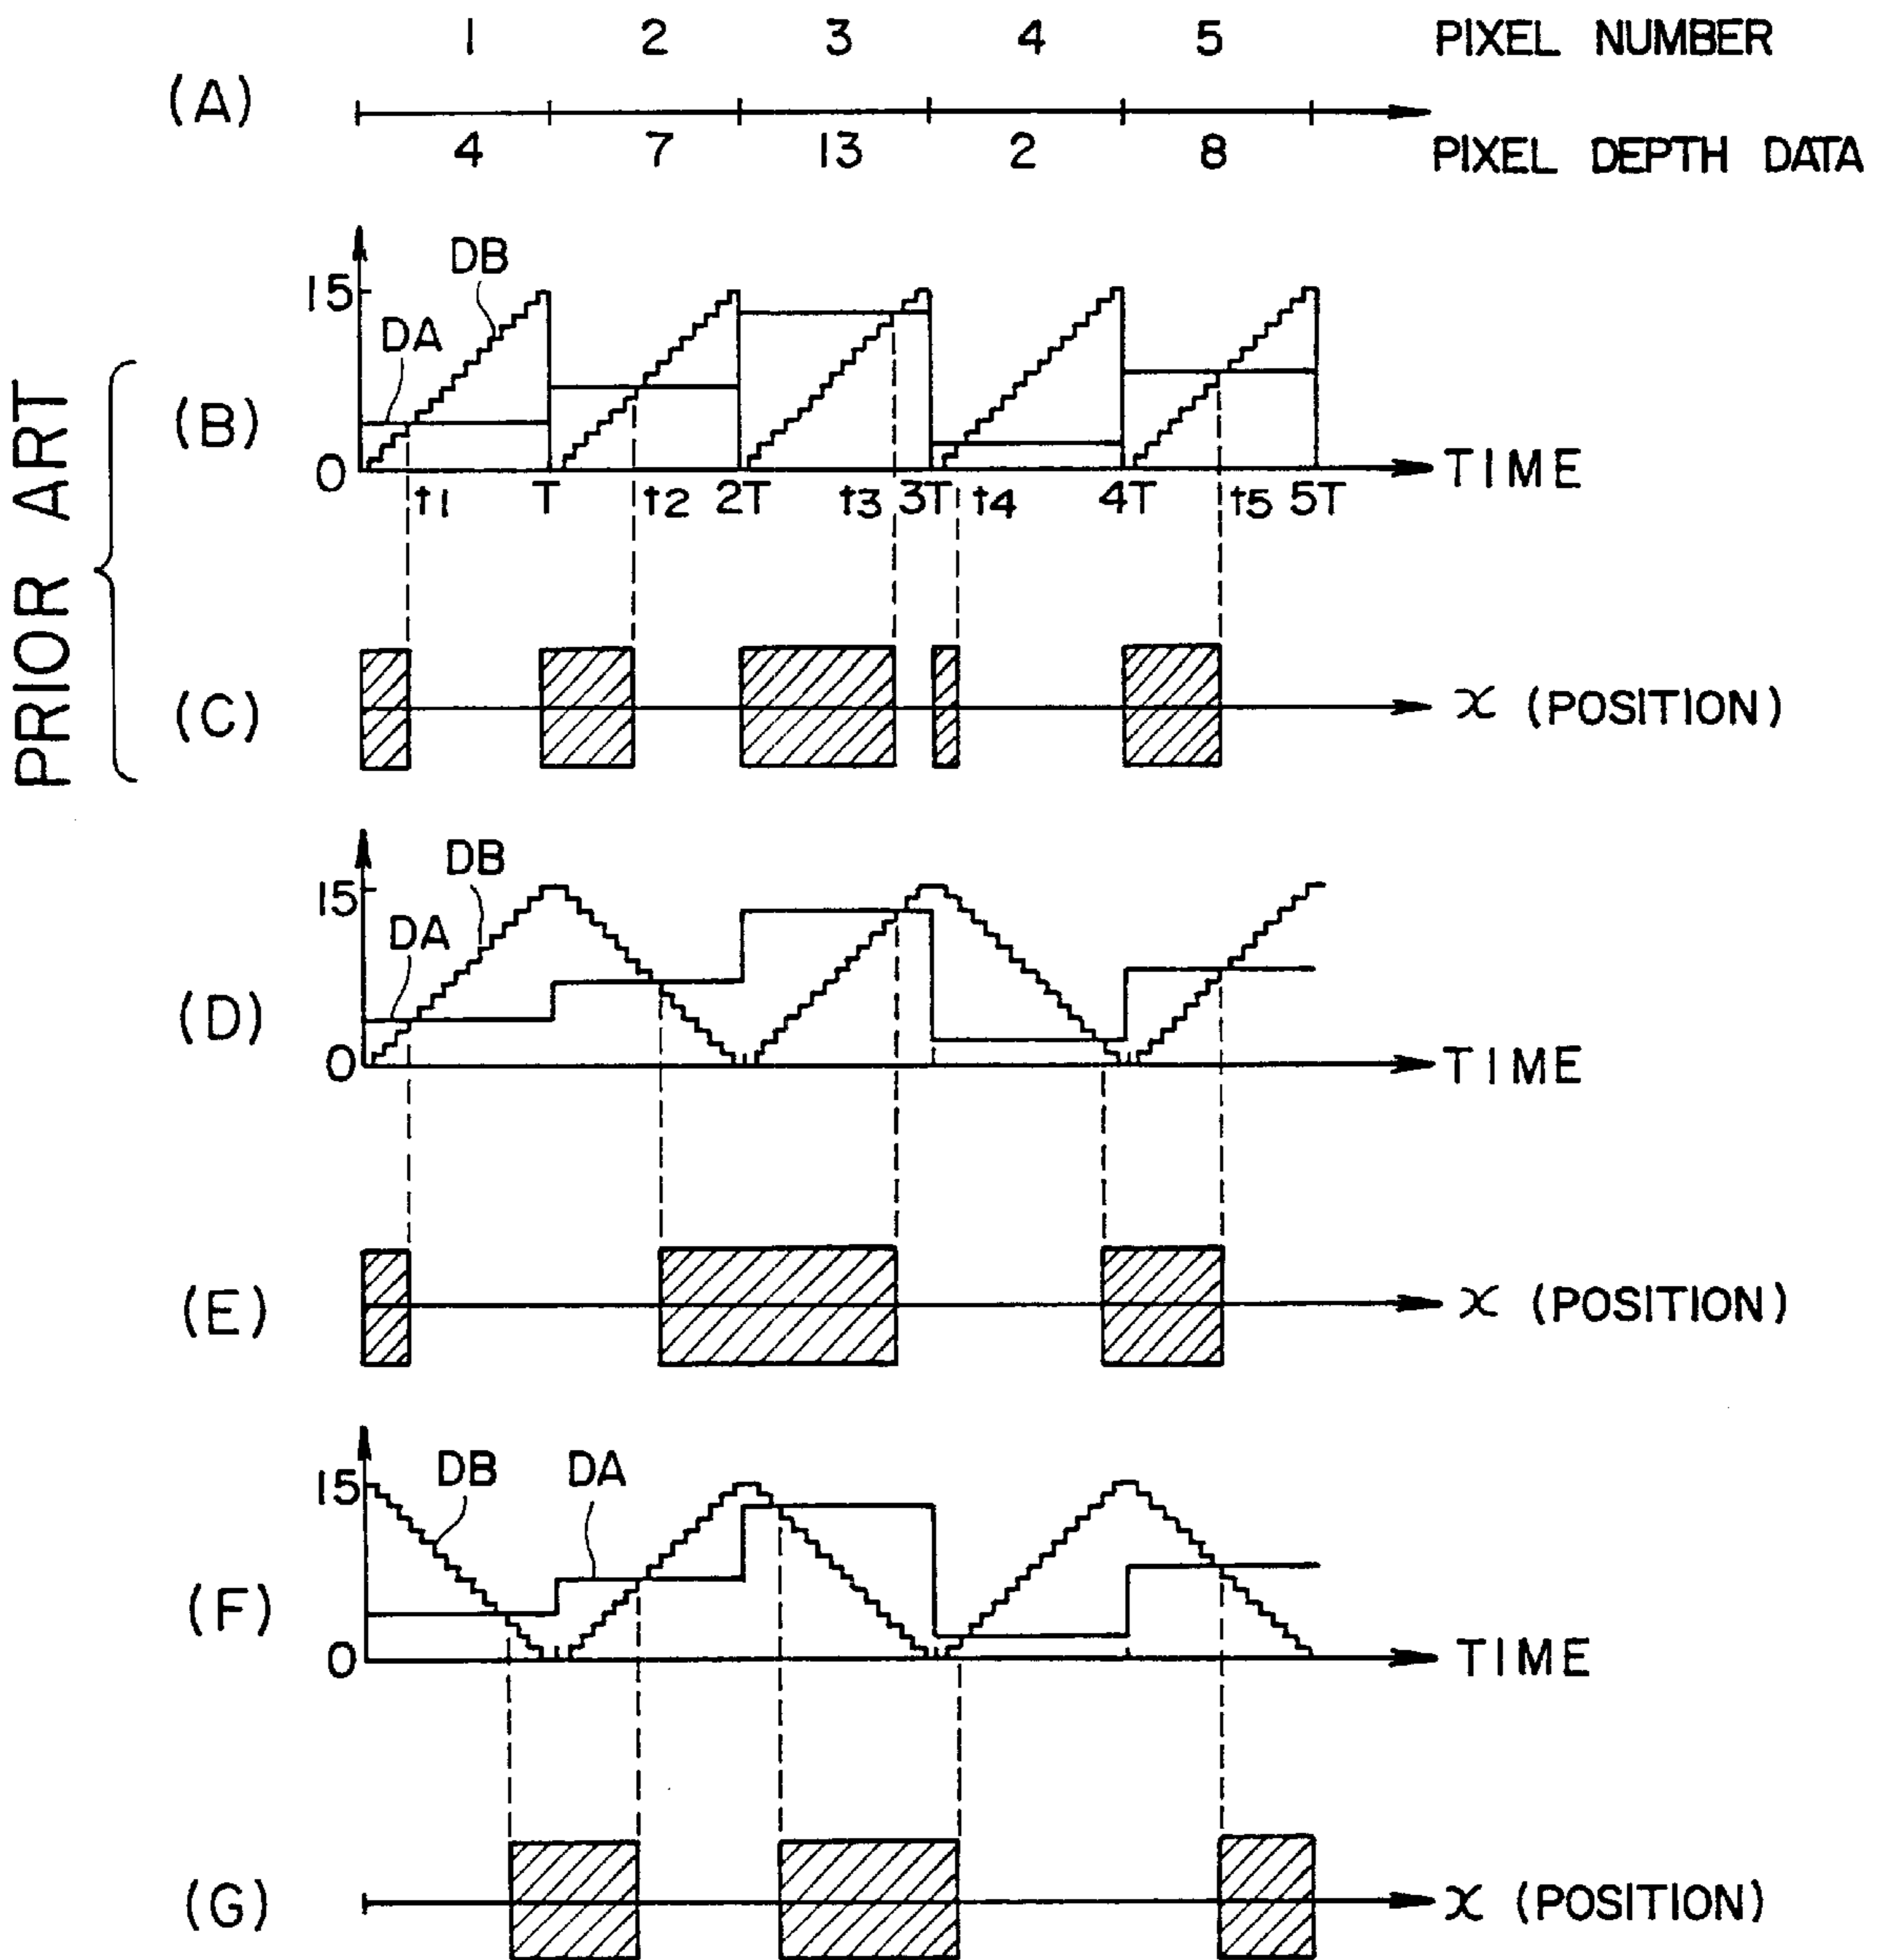 1 2 3 4 5 PIXEL NUMBER
(A)
4 7 13 2 8 PIXEL DEPTH DATA
PRIOR ART
(B)
15
DB
DA
0
TIME
t1 T t2 2T t3 3T t4 4T t5 5T
(C)
x (POSITION)
(D)
15
DB
DA
0
TIME
(E)
x (POSITION)
(F)
15
DB
DA
0
TIME
(G)
x (POSITION)